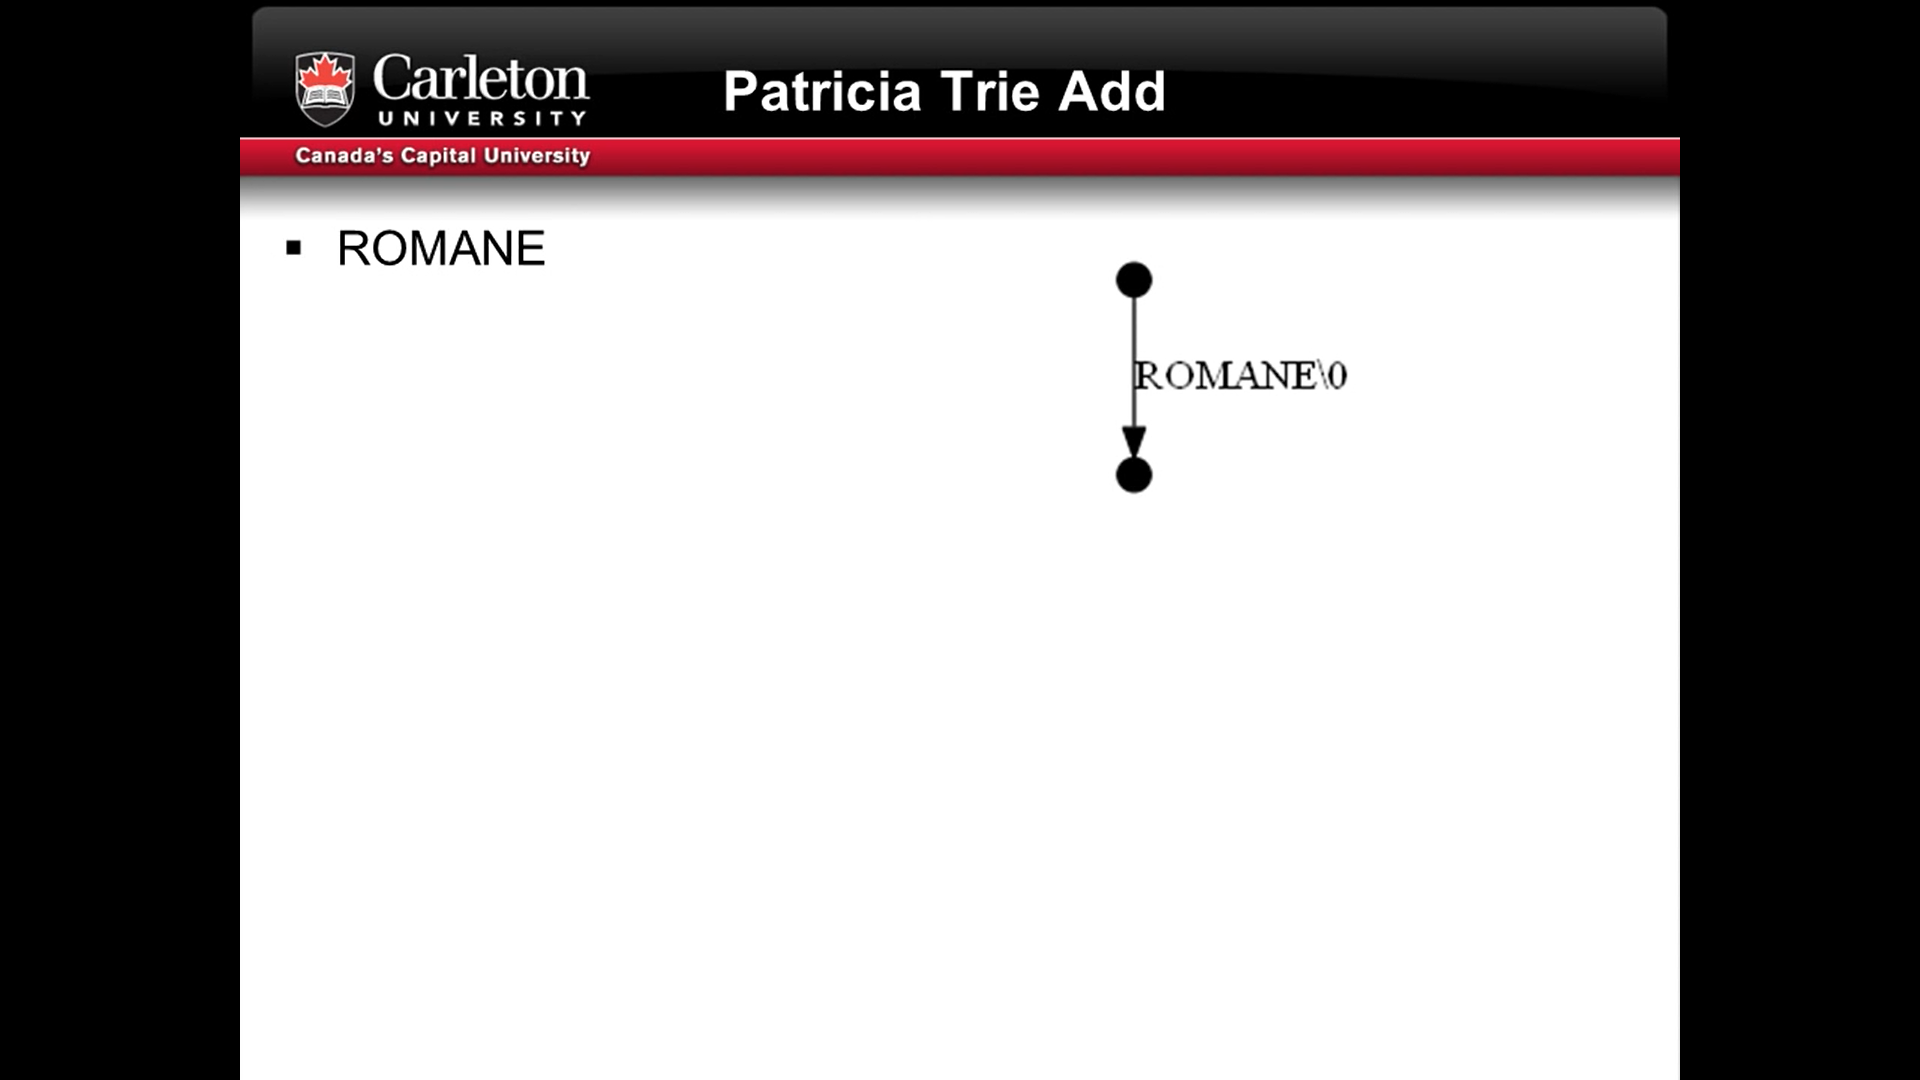 Carleton
UNIVERSITY
Patricia Trie Add
Canada's Capital University
▪ ROMANE
ROMANE\0